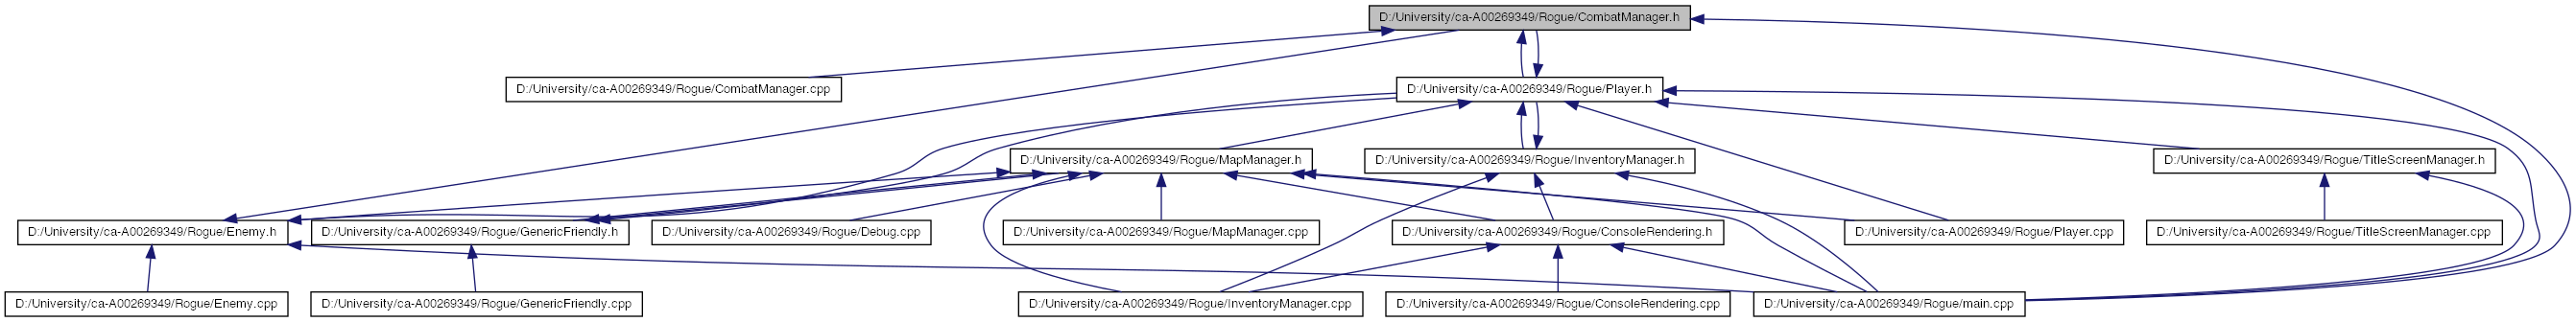 D:/University/ca-A00269349/Rogue/CombatManager.h
D:/University/ca-A00269349/Rogue/CombatManager.cpp
D:/University/ca-A00269349/Rogue/Player.h
D:/University/ca-A00269349/Rogue/MapManager.h
D:/University/ca-A00269349/Rogue/InventoryManager.h
D:/University/ca-A00269349/Rogue/TitleScreenManager.h
D:/University/ca-A00269349/Rogue/Enemy.h
D:/University/ca-A00269349/Rogue/GenericFriendly.h
D:/University/ca-A00269349/Rogue/Debug.cpp
D:/University/ca-A00269349/Rogue/MapManager.cpp
D:/University/ca-A00269349/Rogue/ConsoleRendering.h
D:/University/ca-A00269349/Rogue/Player.cpp
D:/University/ca-A00269349/Rogue/TitleScreenManager.cpp
D:/University/ca-A00269349/Rogue/Enemy.cpp
D:/University/ca-A00269349/Rogue/GenericFriendly.cpp
D:/University/ca-A00269349/Rogue/InventoryManager.cpp
D:/University/ca-A00269349/Rogue/ConsoleRendering.cpp
D:/University/ca-A00269349/Rogue/main.cpp